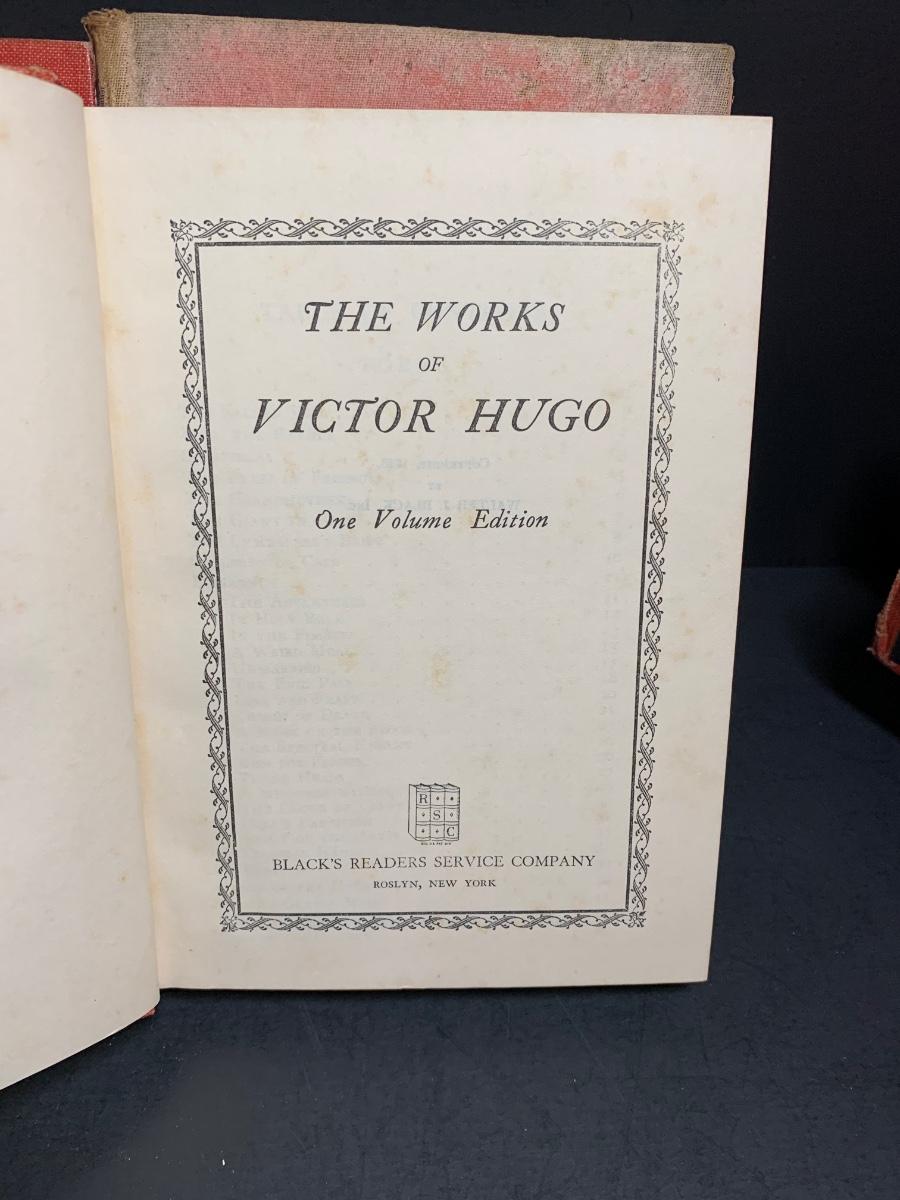 THE WORKS
OF
VICTOR HUGO
One Volume Edition
R
S
C
BLACK'S READERS SERVICE COMPANY
ROSLYN, NEW YORK